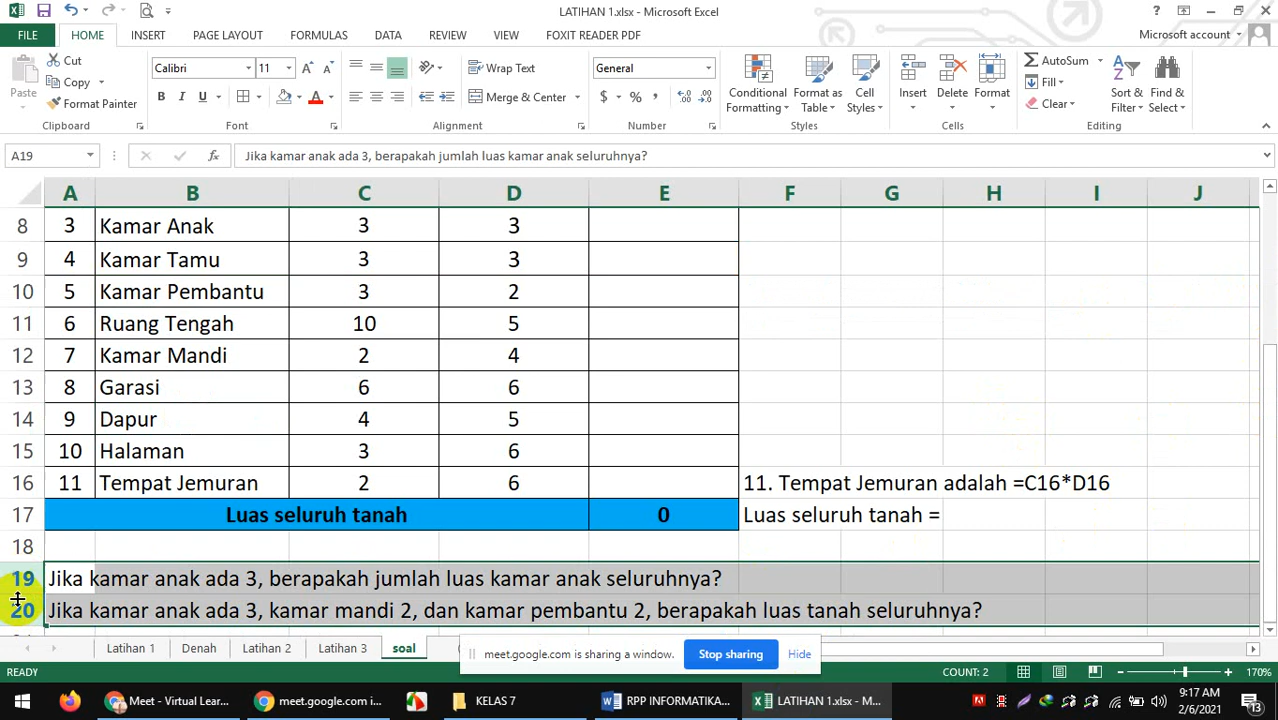 LATIHAN 1.xlsx - Microsoft Excel
FILE HOME INSERT PAGE LAYOUT FORMULAS DATA REVIEW VIEW FOXIT READER PDF Microsoft account
Paste Cut Copy Format Painter
Calibri 11
B I U
Wrap Text
Merge & Center
General
$ % ,
Conditional Formatting Format as Table Cell Styles
Insert Delete Format
AutoSum Fill Clear
Sort & Filter Find & Select
Clipboard Font Alignment Number Styles Cells Editing
A19 fx Jika kamar anak ada 3, berapakah jumlah luas kamar anak seluruhnya?
A B C D E F G H I J
8 3 Kamar Anak 3 3
9 4 Kamar Tamu 3 3
10 5 Kamar Pembantu 3 2
11 6 Ruang Tengah 10 5
12 7 Kamar Mandi 2 4
13 8 Garasi 6 6
14 9 Dapur 4 5
15 10 Halaman 3 6
16 11 Tempat Jemuran 2 6 11. Tempat Jemuran adalah =C16*D16
17 Luas seluruh tanah 0 Luas seluruh tanah =
18
19 Jika kamar anak ada 3, berapakah jumlah luas kamar anak seluruhnya?
20 Jika kamar anak ada 3, kamar mandi 2, dan kamar pembantu 2, berapakah luas tanah seluruhnya?
Latihan 1 Denah Latihan 2 Latihan 3 soal
meet.google.com is sharing a window. Stop sharing Hide
READY COUNT: 2 170%
Meet - Virtual Lear... meet.google.com i... KELAS 7 RPP INFORMATIKA... LATIHAN 1.xlsx - M...
9:17 AM
2/6/2021
13